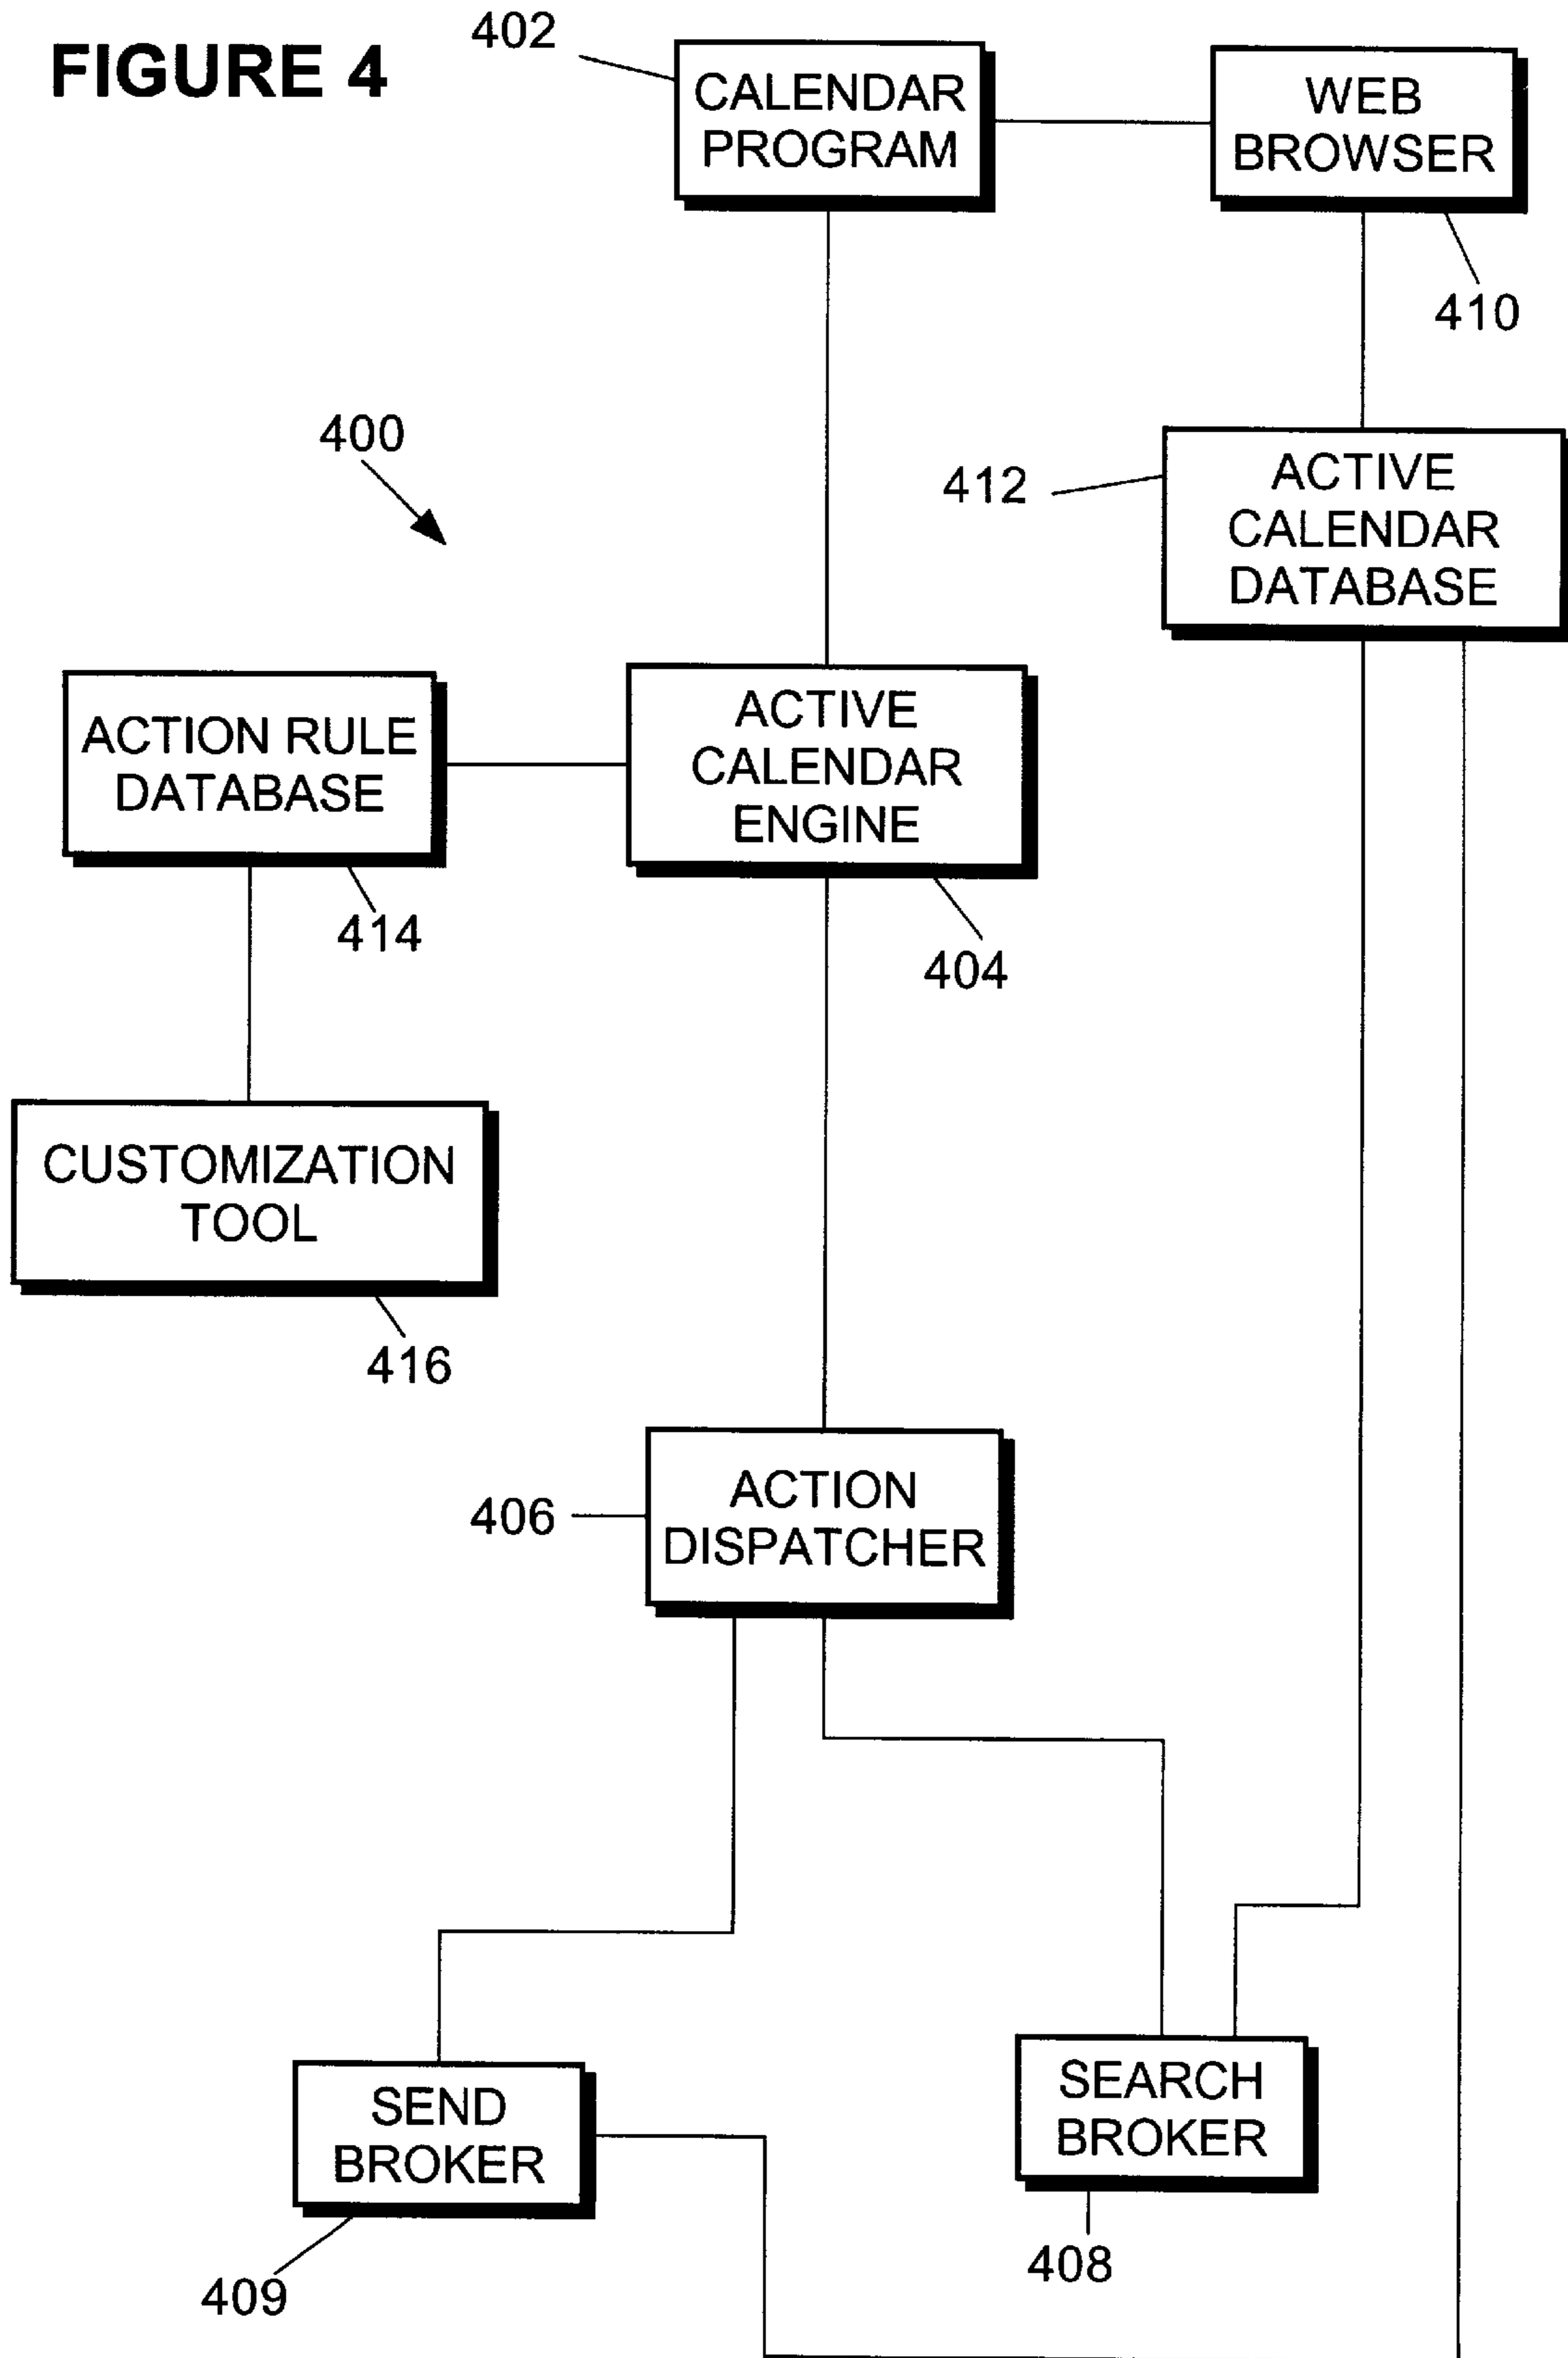 FIGURE 4
402
CALENDAR
PROGRAM
WEB
BROWSER
410
400
412
ACTIVE
CALENDAR
DATABASE
ACTION RULE
DATABASE
414
ACTIVE
CALENDAR
ENGINE
404
CUSTOMIZATION
TOOL
416
406
ACTION
DISPATCHER
SEND
BROKER
409
SEARCH
BROKER
408